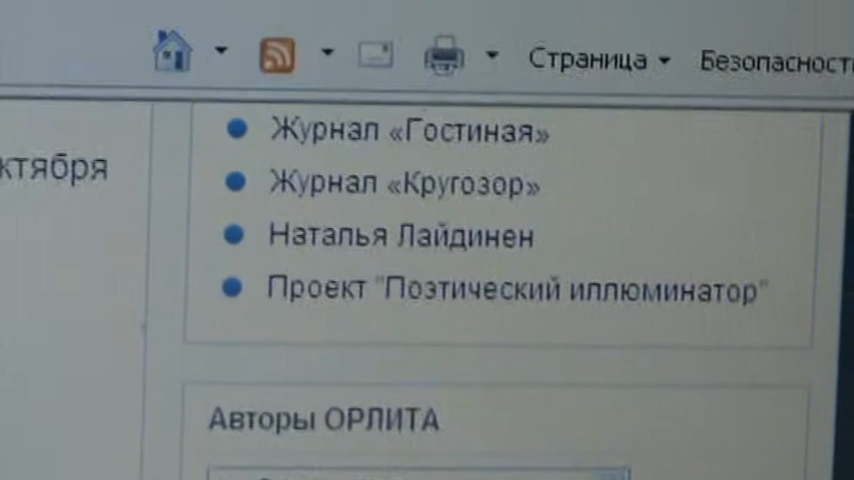 Страница
Безопасност
ктября
Журнал «Гостиная»
Журнал «Кругозор»
Наталья Лайдинен
Проект "Поэтический иллюминатор"
Авторы ОРЛИТА